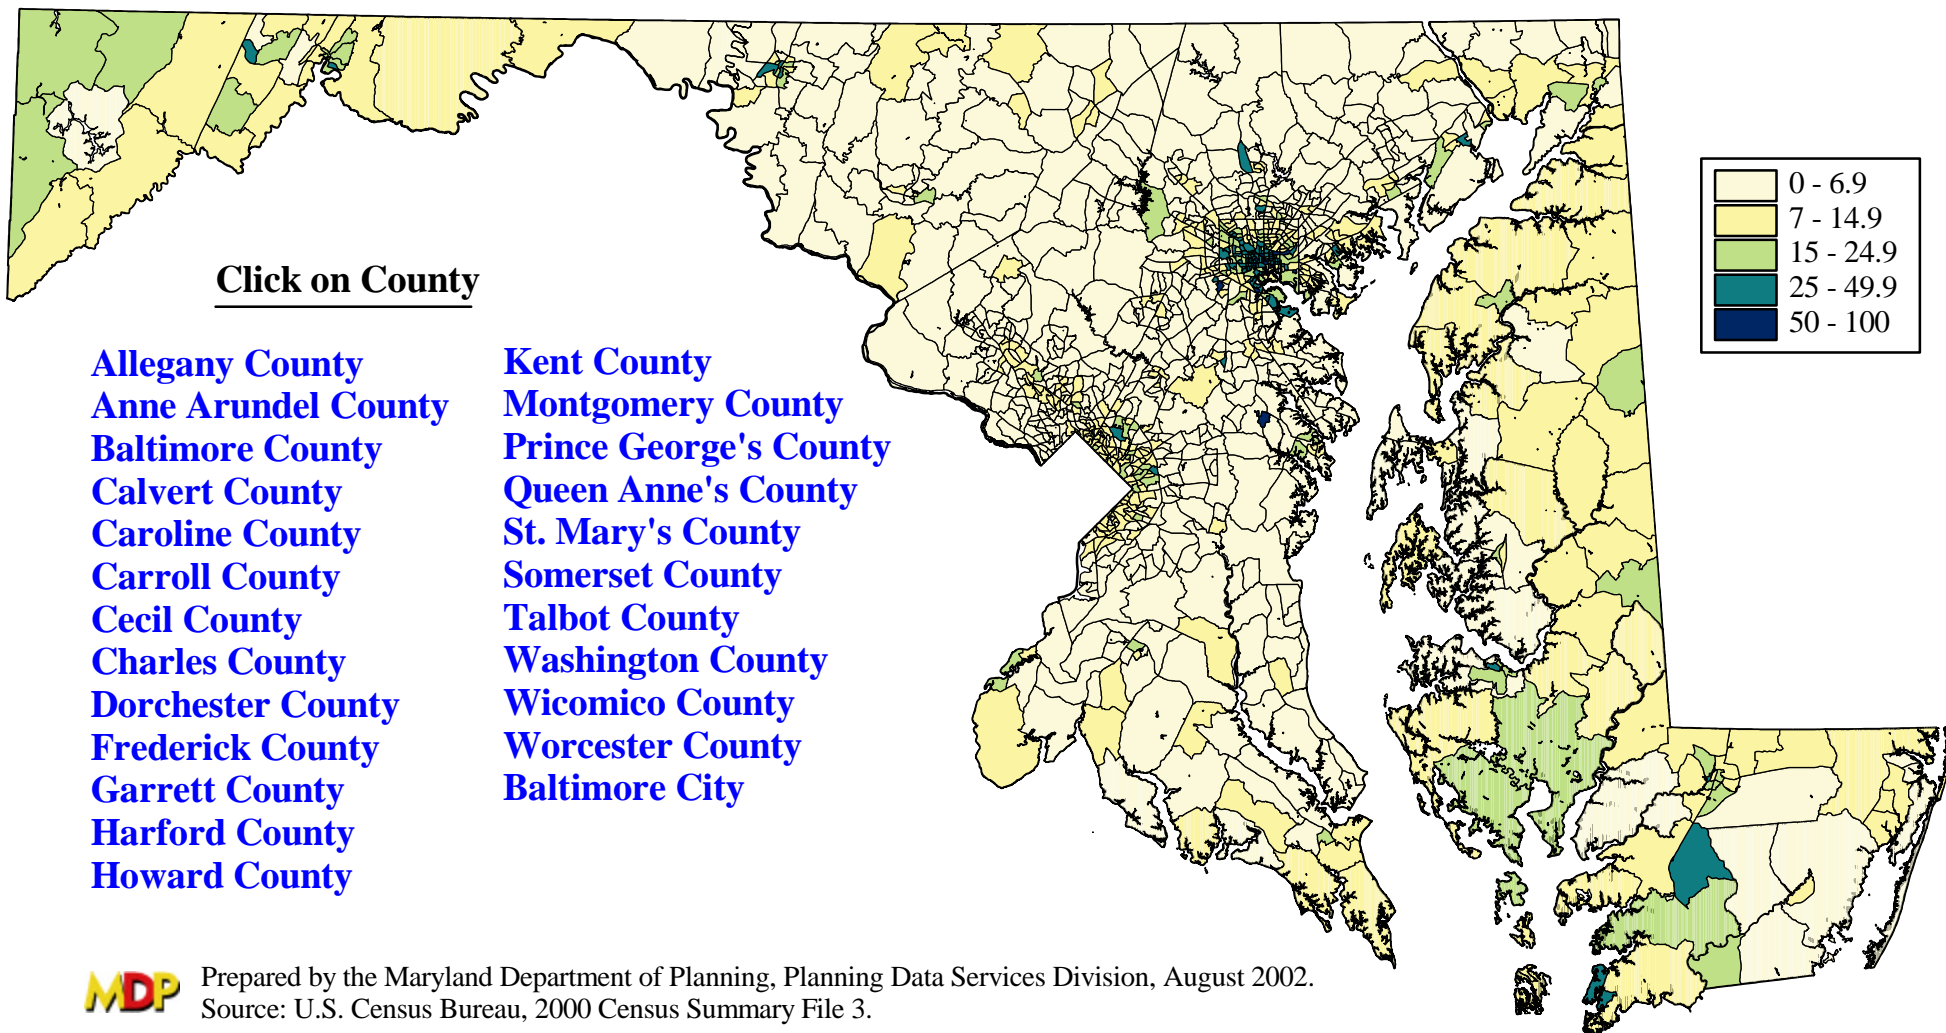 0 - 6.9
7 - 14.9
15 - 24.9
25 - 49.9
50 - 100
Click on County
Allegany County
Anne Arundel County
Baltimore County
Calvert County
Caroline County
Carroll County
Cecil County
Charles County
Dorchester County
Frederick County
Garrett County
Harford County
Howard County
Kent County
Montgomery County
Prince George's County
Queen Anne's County
St. Mary's County
Somerset County
Talbot County
Washington County
Wicomico County
Worcester County
Baltimore City
MDP
Prepared by the Maryland Department of Planning, Planning Data Services Division, August 2002.
Source: U.S. Census Bureau, 2000 Census Summary File 3.